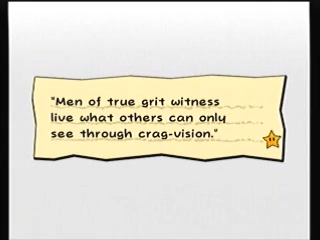 "Men of true grit witness
live what others can only
see through crag-vision."